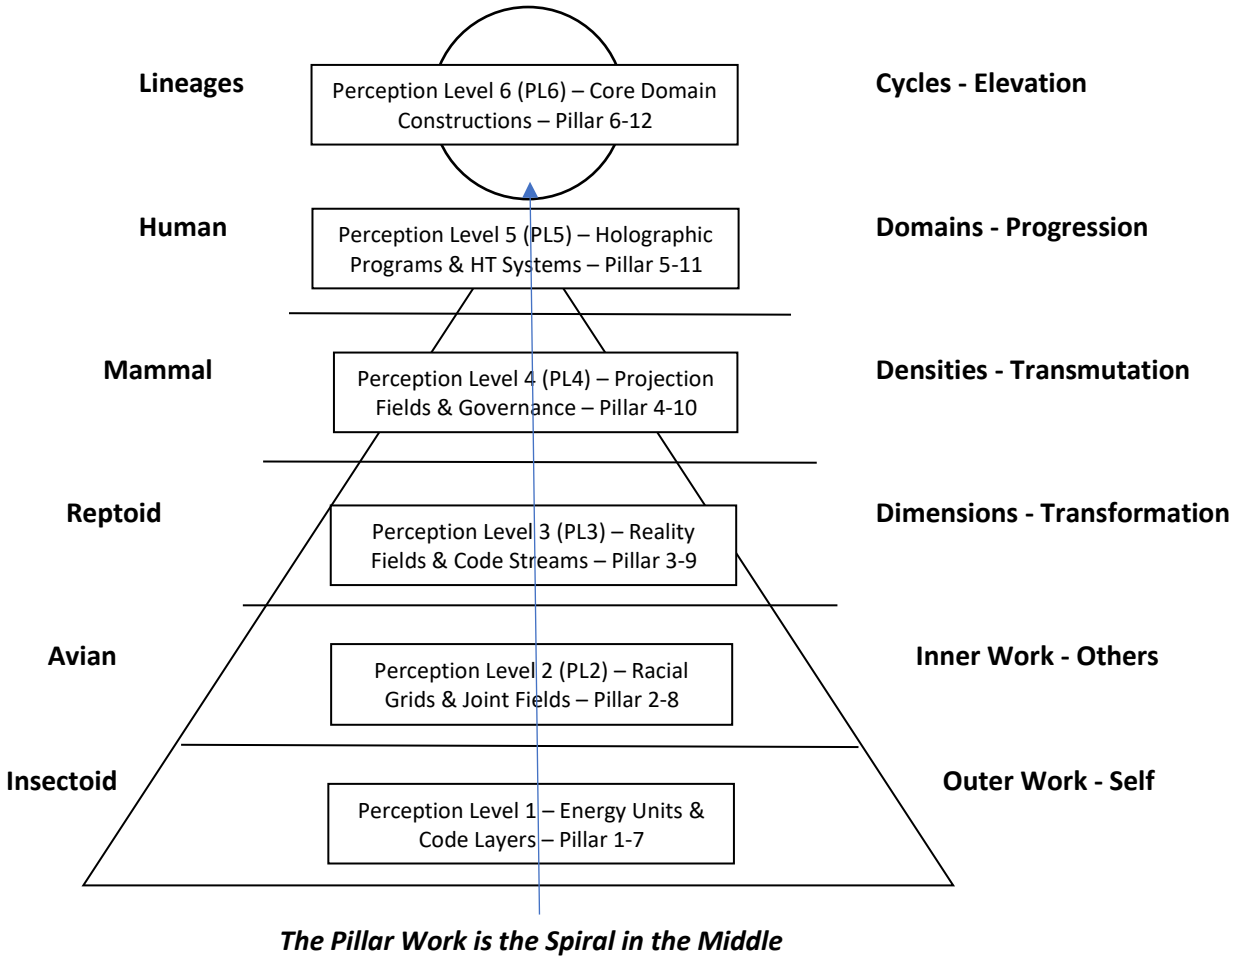 Lineages
Perception Level 6 (PL6) – Core Domain
Constructions – Pillar 6-12
Cycles - Elevation
Human
Perception Level 5 (PL5) – Holographic
Programs & HT Systems – Pillar 5-11
Domains - Progression
Mammal
Perception Level 4 (PL4) – Projection
Fields & Governance – Pillar 4-10
Densities - Transmutation
Reptoid
Perception Level 3 (PL3) – Reality
Fields & Code Streams – Pillar 3-9
Dimensions - Transformation
Avian
Perception Level 2 (PL2) – Racial
Grids & Joint Fields – Pillar 2-8
Inner Work - Others
Insectoid
Perception Level 1 – Energy Units &
Code Layers – Pillar 1-7
Outer Work - Self
The Pillar Work is the Spiral in the Middle